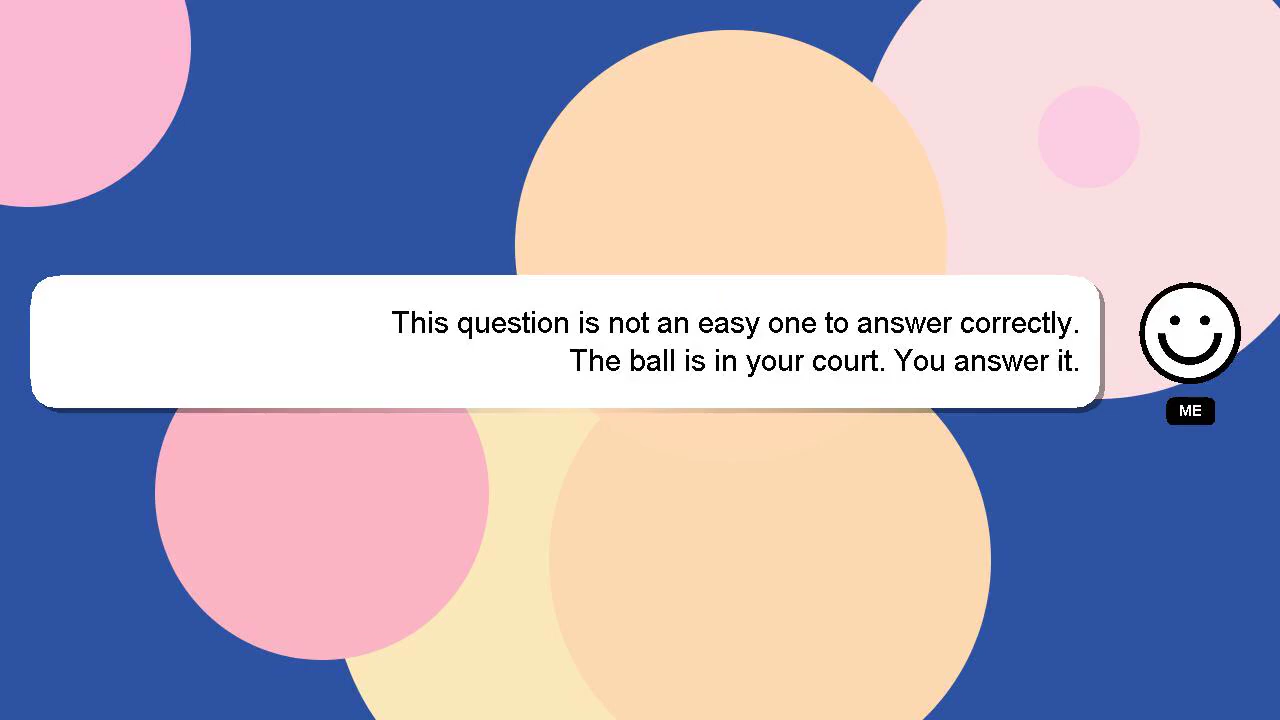 This question is not an easy one to answer correctly.
The ball is in your court. You answer it.
ME